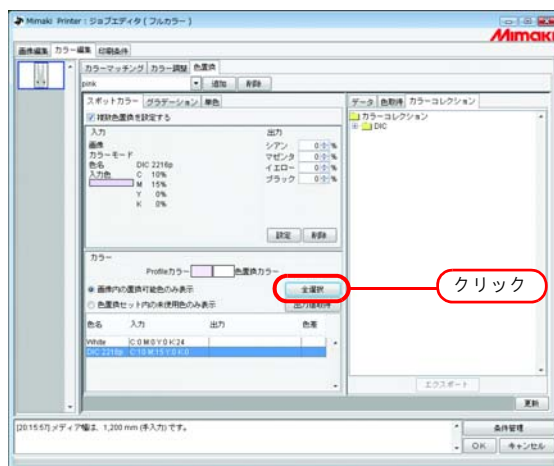 Mimaki Printer : ジョブエディタ ( フルカラー )
Mimaki
画像編集 カラー編集 印刷条件
カラーマッチング カラー調整 色置換
pink 追加 削除
スポットカラー グラデーション 単色
データ 色取得 カラーコレクション
複数色置換を設定する
カラーコレクション
DIC
入力 出力
画像
カラーモード
色名 DIC 2216p
入力色 C 10%
M 15%
Y 0%
K 0%
シアン 0 %
マゼンタ 0 %
イエロー 0 %
ブラック 0 %
設定 削除
カラー
Profileカラー 色置換カラー
画像内の置換可能色のみ表示 全選択
クリック
色置換セット内の未使用色のみ表示 出力値取得
色名 入力 出力 色差
White C:0 M:0 Y:0 K:24
DIC 2216p C:10 M:15 Y:0 K:0
エクスポート
更新
[20:15:57] メディア幅は、1,200 mm (手入力) です。
条件管理
OK キャンセル